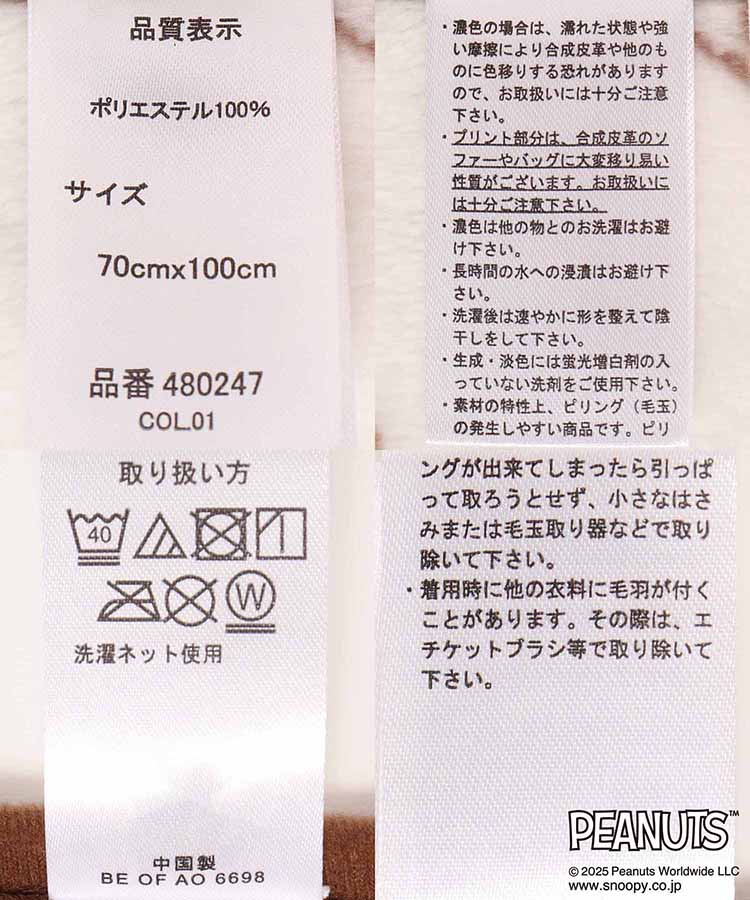 品質表示
ポリエステル100%
サイズ
70cmx100cm
品番 480247
COL.01
・濃色の場合は、濡れた状態や強
い摩擦により合成皮革や他のも
のに色移りする恐れがあります
ので、お取扱いには十分ご注意
下さい。
・プリント部分は、合成皮革のソ
ファーやバッグに大変移り易い
性質がございます。お取扱いに
は十分ご注意下さい。
・濃色は他の物とのお洗濯はお避
け下さい。
・長時間の水への浸漬はお避け下
さい。
・洗濯後は速やかに形を整えて陰
干しをして下さい。
・生成・淡色には蛍光増白剤の入
っていない洗剤をご使用下さい。
・素材の特性上、ピリング（毛玉）
の発生しやすい商品です。ピリ
取り扱い方
40
W
洗濯ネット使用
中国製
BE OF AO 6698
ングが出来てしまったら引っぱ
って取ろうとせず、小さなはさ
みまたは毛玉取り器などで取り
除いて下さい。
・着用時に他の衣料に毛羽が付く
ことがあります。その際は、エ
チケットブラシ等で取り除いて
下さい。
PEANUTS™
© 2025 Peanuts Worldwide LLC
www.snoopy.co.jp